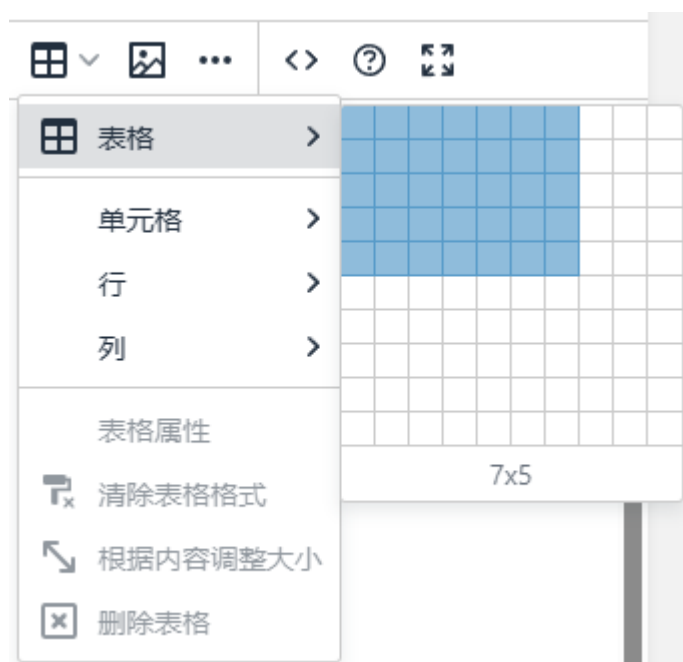 表格
单元格
行
列
表格属性
清除表格格式
根据内容调整大小
删除表格
7x5